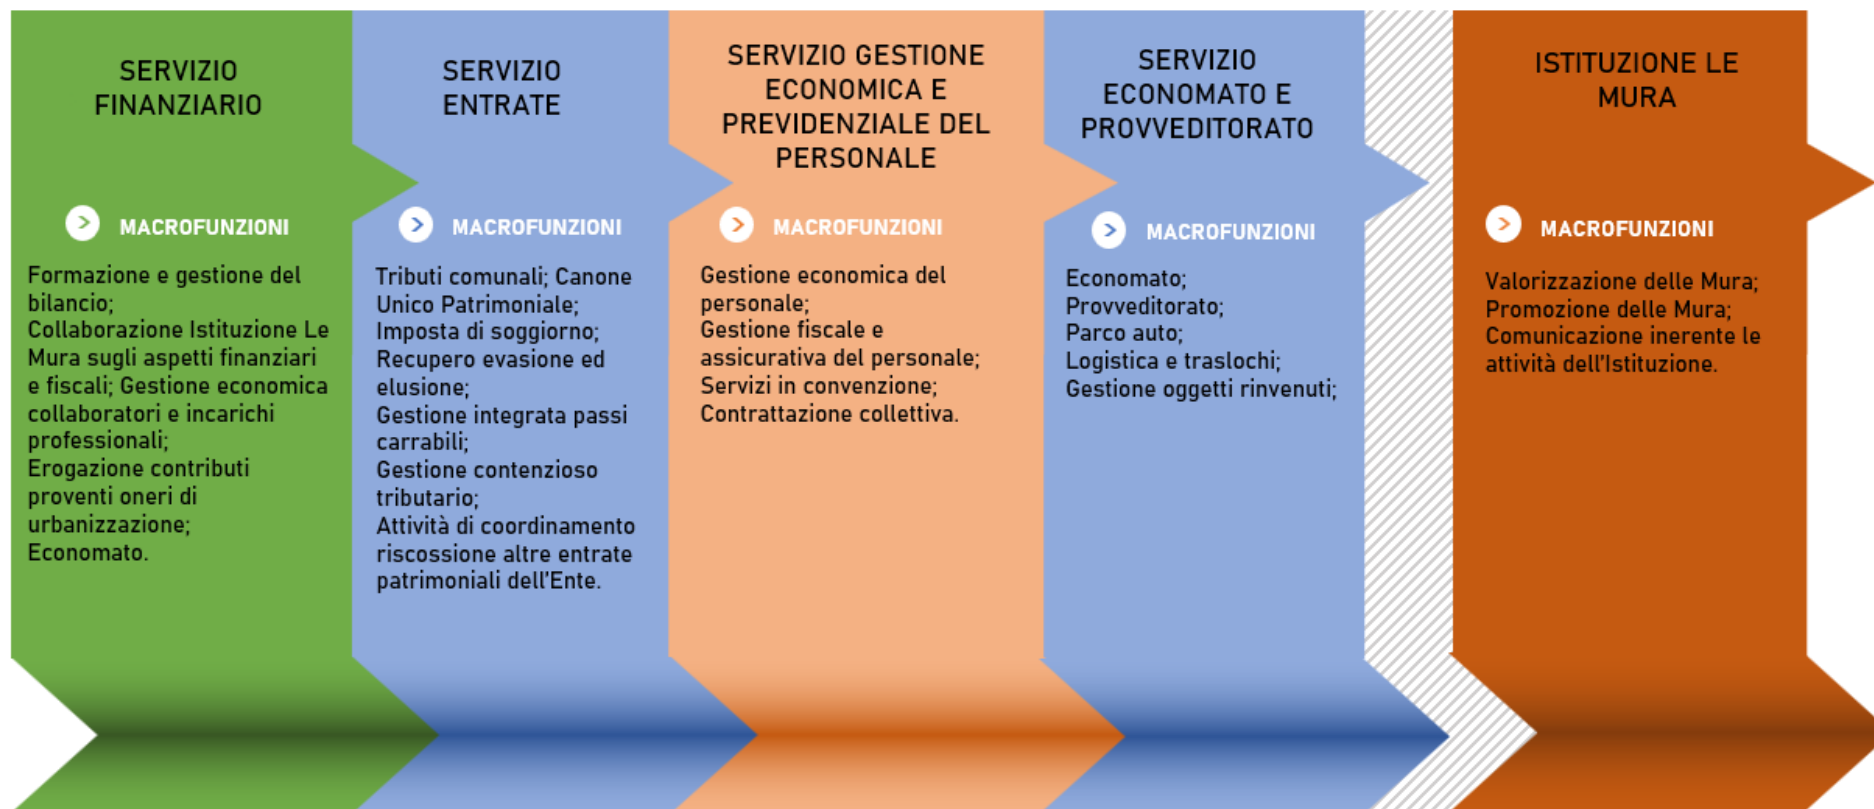 SERVIZIO
FINANZIARIO
MACROFUNZIONI
Formazione e gestione del
bilancio;
Collaborazione Istituzione Le
Mura sugli aspetti finanziari
e fiscali; Gestione economica
collaboratori e incarichi
professionali;
Erogazione contributi
proventi oneri di
urbanizzazione;
Economato.
SERVIZIO
ENTRATE
MACROFUNZIONI
Tributi comunali; Canone
Unico Patrimoniale;
Imposta di soggiorno;
Recupero evasione ed
elusione;
Gestione integrata passi
carrabili;
Gestione contenzioso
tributario;
Attività di coordinamento
riscossione altre entrate
patrimoniali dell'Ente.
SERVIZIO GESTIONE
ECONOMICA E
PREVIDENZIALE DEL
PERSONALE
MACROFUNZIONI
Gestione economica del
personale;
Gestione fiscale e
assicurativa del personale;
Servizi in convenzione;
Contrattazione collettiva.
SERVIZIO
ECONOMATO E
PROVVEDITORATO
MACROFUNZIONI
Economato;
Provveditorato;
Parco auto;
Logistica e traslochi;
Gestione oggetti rinvenuti;
ISTITUZIONE LE
MURA
MACROFUNZIONI
Valorizzazione delle Mura;
Promozione delle Mura;
Comunicazione inerente le
attività dell'Istituzione.